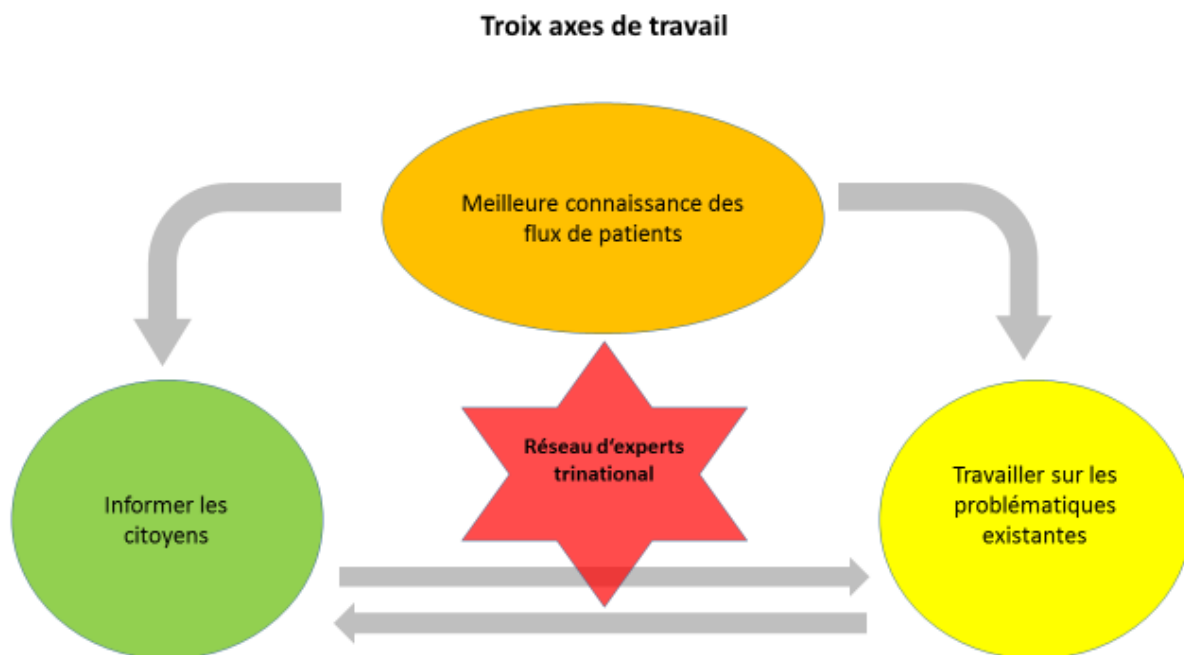 Troix axes de travail
Meilleure connaissance des
flux de patients
Réseau d‘experts
trinational
Informer les
citoyens
Travailler sur les
problématiques
existantes